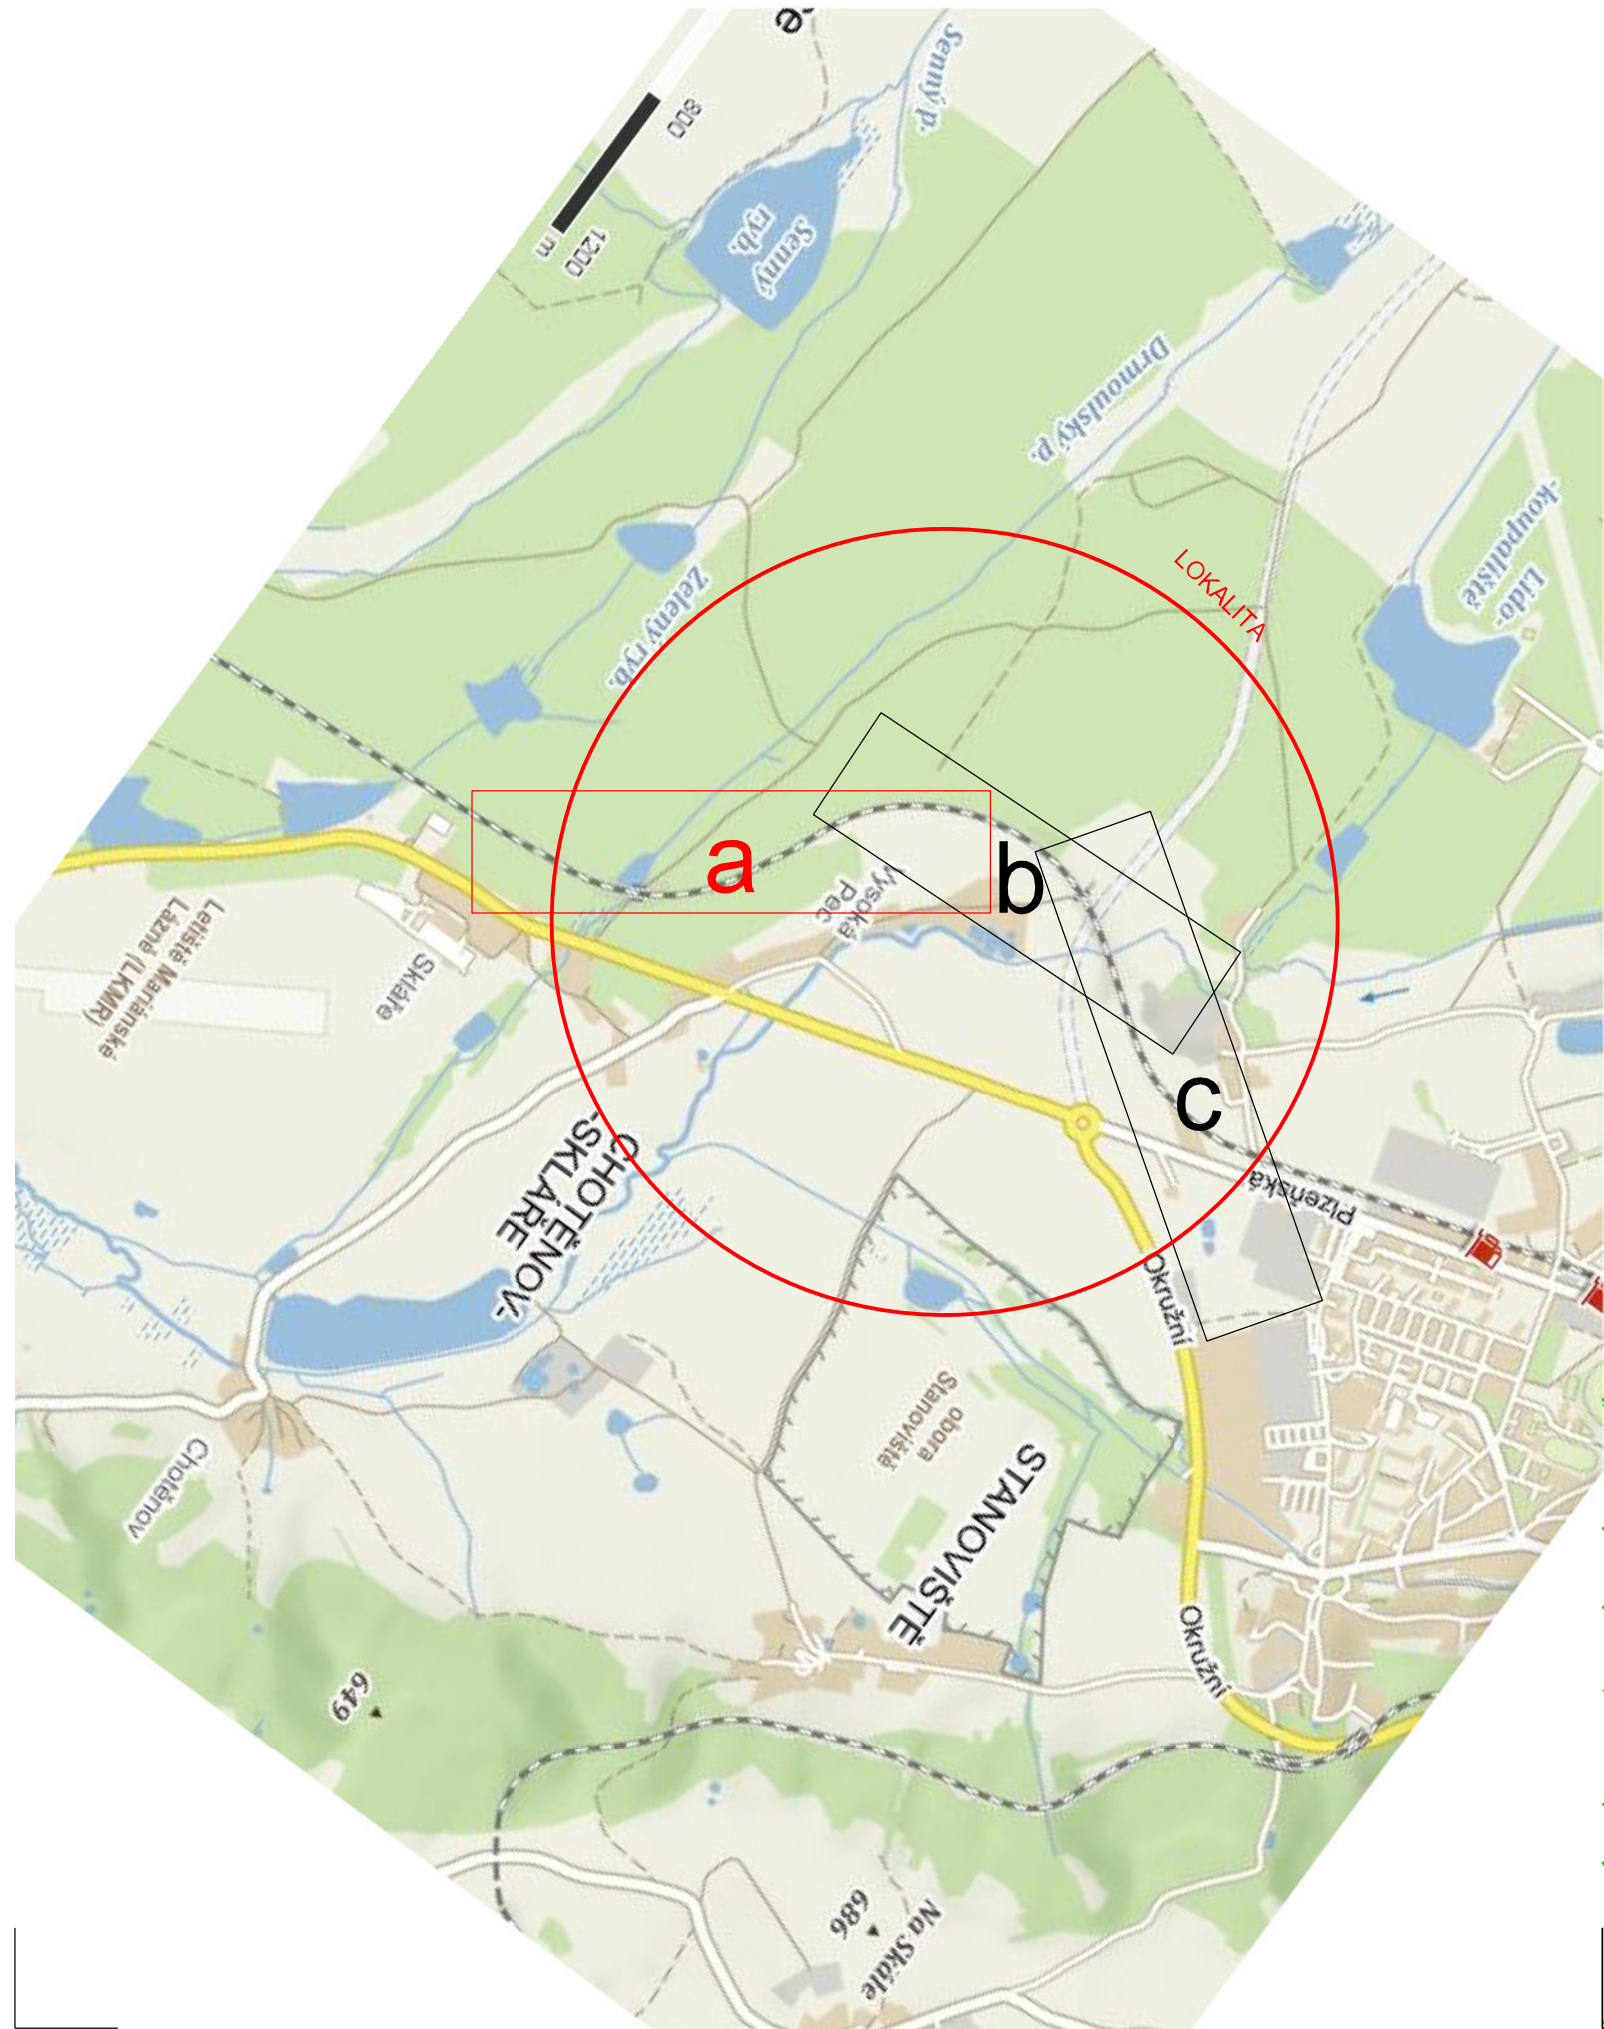 Senný p.
800
1200
m
Senný
ryb.
Drmoulský p.
Lido-
-koupaliště
LOKALITA
Zelený ryb.
a
b
Vysoká
Pec
Letiště Mariánské
Lázně (LKMR)
Skláře
c
CHOTĚNOV-
-SKLÁŘE
Plzeňská
Okružní
obora
Stanoviště
STANOVIŠTĚ
Chotěnov
Okružní
649
686
Na Skále